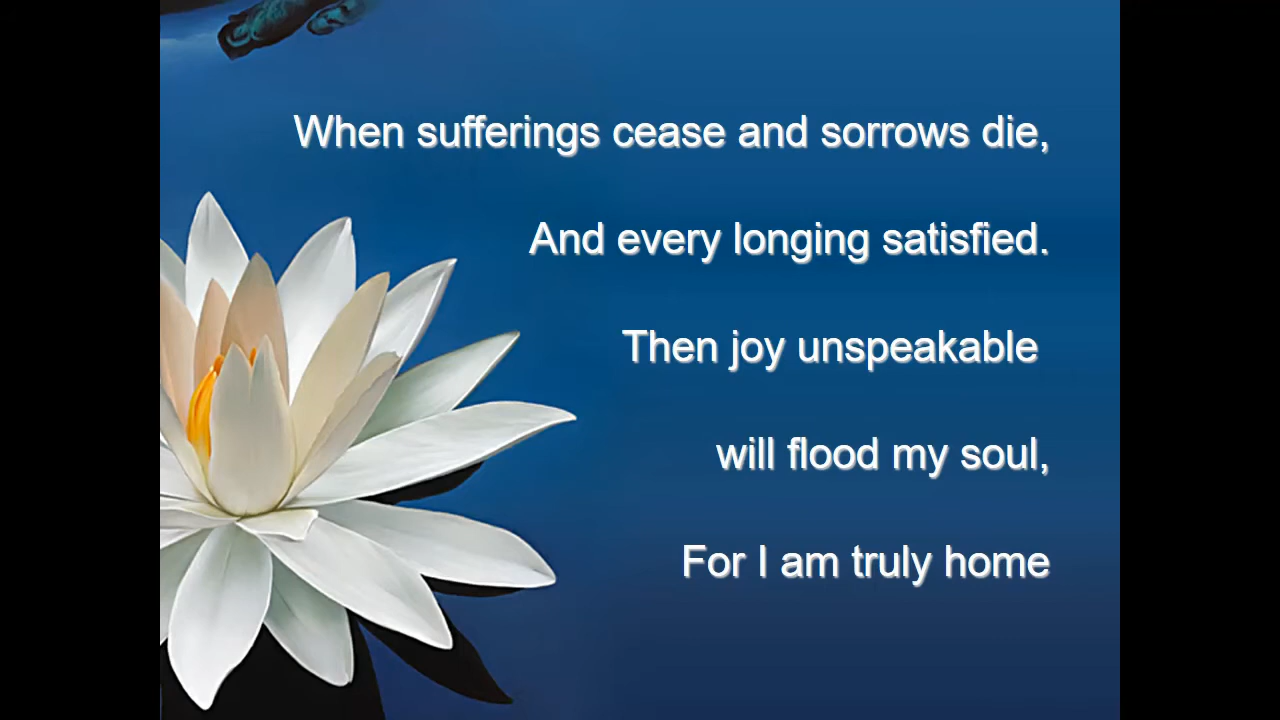 When sufferings cease and sorrows die,
And every longing satisfied.
Then joy unspeakable
will flood my soul,
For I am truly home